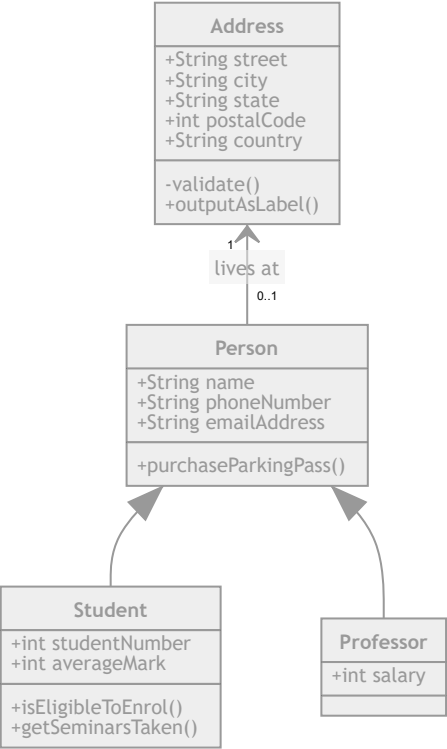 Address
+String street
+String city
+String state
+int postalCode
+String country
-validate()
+outputAsLabel()
1
lives at
0..1
Person
+String name
+String phoneNumber
+String emailAddress
+purchaseParkingPass()
Student
+int studentNumber
+int averageMark
+isEligibleToEnrol()
+getSeminarsTaken()
Professor
+int salary